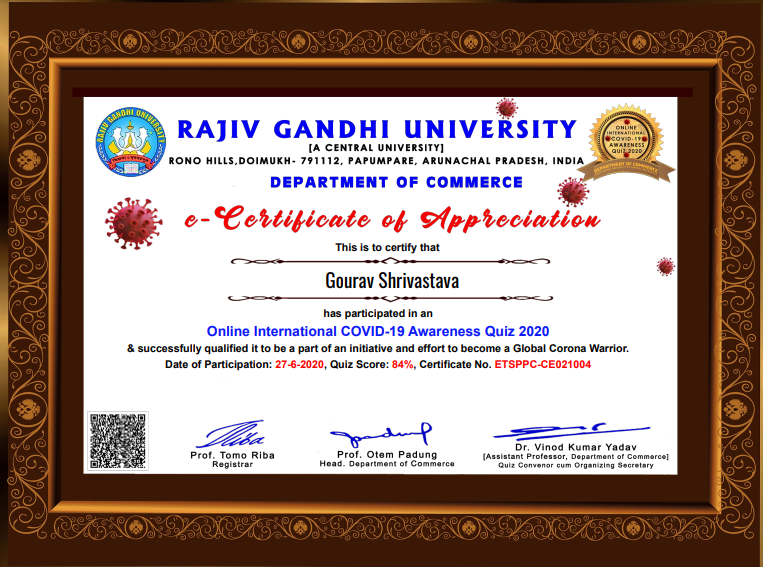 RAJIV GANDHI UNIVERSITY
RAJIV GANDHI UNIVERSITY
[A CENTRAL UNIVERSITY]
RONO HILLS,DOIMUKH- 791112, PAPUMPARE, ARUNACHAL PRADESH, INDIA
DEPARTMENT OF COMMERCE
ONLINE
INTERNATIONAL
COVID-19
AWARENESS
QUIZ 2020
DEPARTMENT OF COMMERCE
e-Certificate of Appreciation
This is to certify that
Gourav Shrivastava
has participated in an
Online International COVID-19 Awareness Quiz 2020
& successfully qualified it to be a part of an initiative and effort to become a Global Corona Warrior.
Date of Participation: 27-6-2020, Quiz Score: 84%, Certificate No. ETSPPC-CE021004
Prof. Tomo Riba
Registrar
Prof. Otem Padung
Head. Department of Commerce
Dr. Vinod Kumar Yadav
[Assistant Professor, Department of Commerce]
Quiz Convenor cum Organizing Secretary